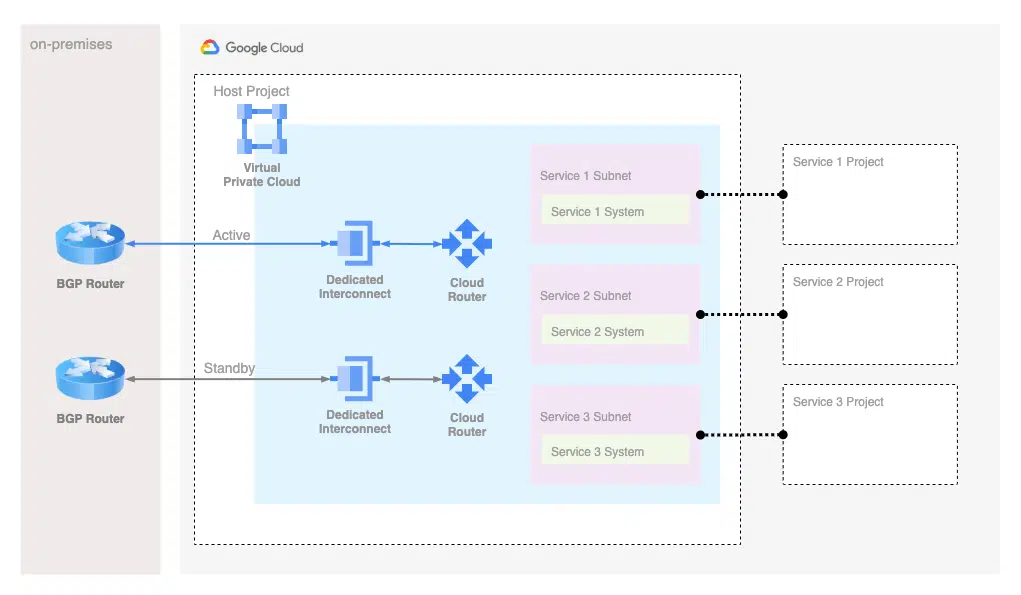 on-premises
Google Cloud
Host Project
Virtual
Private Cloud
Service 1 Subnet
Service 1 System
Service 1 Project
Active
BGP Router
Dedicated
Interconnect
Cloud
Router
Service 2 Subnet
Service 2 System
Service 2 Project
Standby
BGP Router
Dedicated
Interconnect
Cloud
Router
Service 3 Subnet
Service 3 System
Service 3 Project